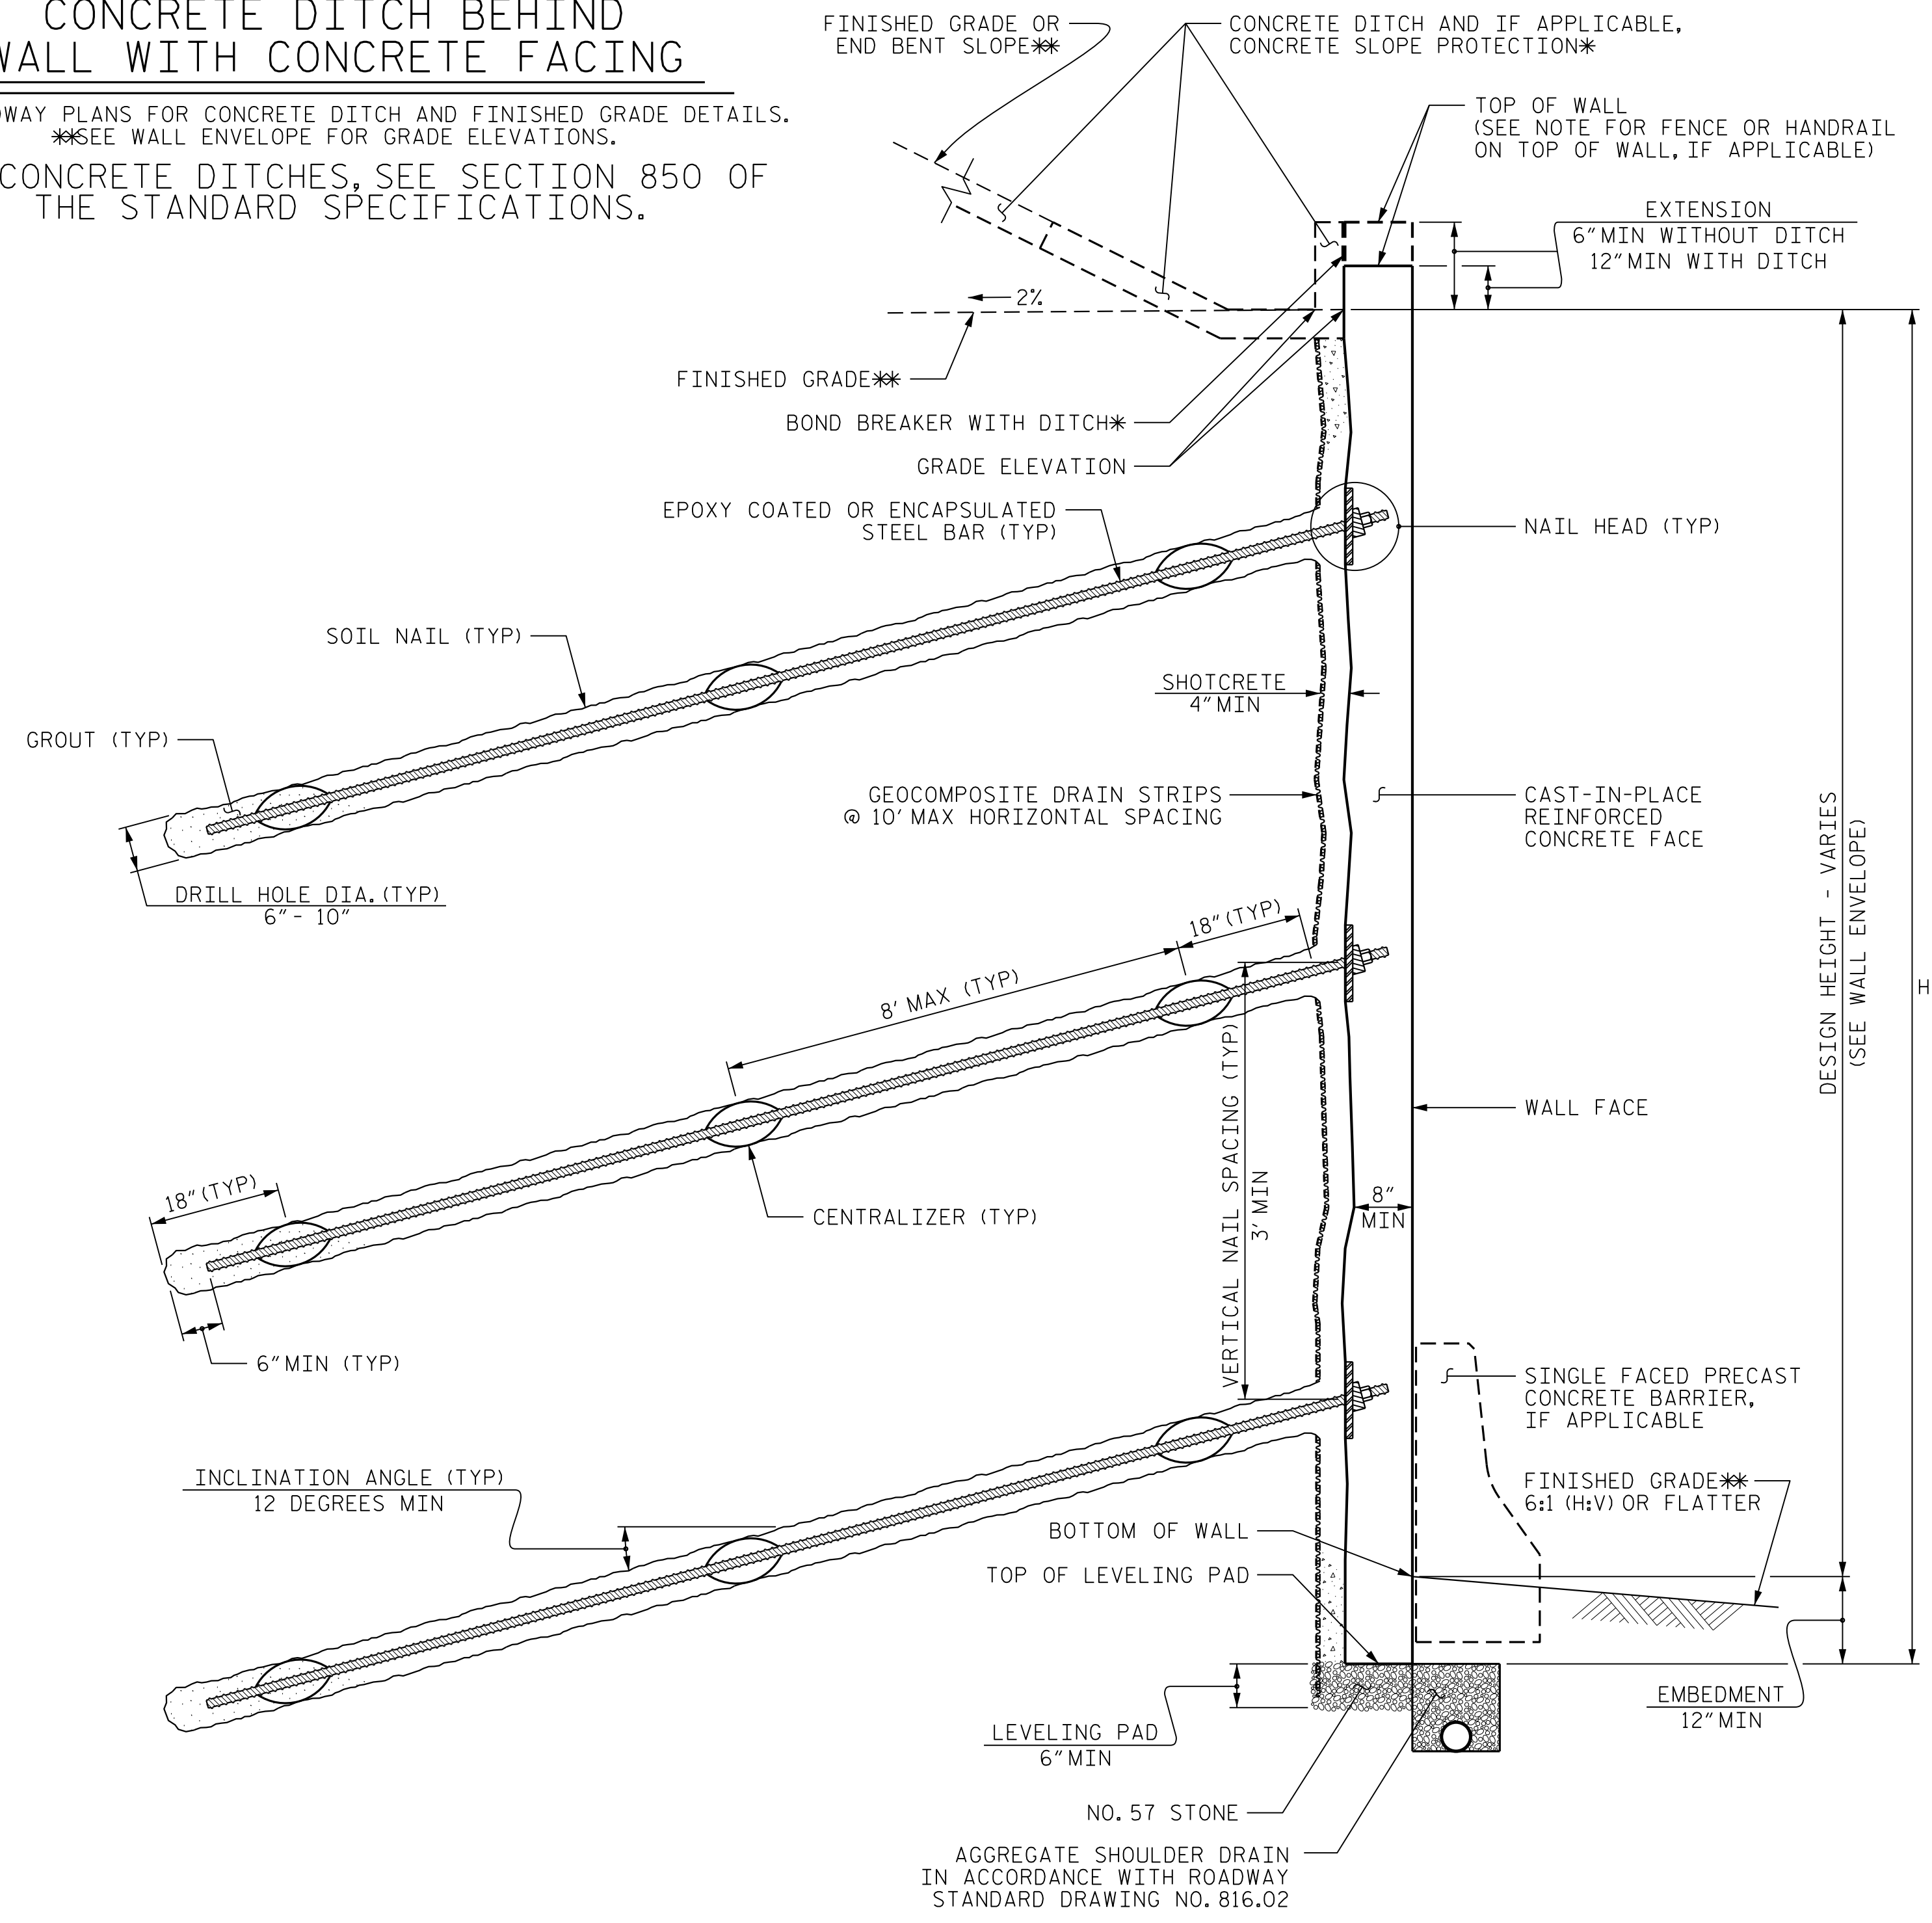 CONCRETE DITCH BEHIND
WALL WITH CONCRETE FACING
PLANS FOR CONCRETE DITCH AND FINISHED GRADE DETAILS.
**SEE WALL ENVELOPE FOR GRADE ELEVATIONS.
CONCRETE DITCHES, SEE SECTION 850 OF
THE STANDARD SPECIFICATIONS.
FINISHED GRADE OR
END BENT SLOPE**
CONCRETE DITCH AND IF APPLICABLE,
CONCRETE SLOPE PROTECTION*
TOP OF WALL
(SEE NOTE FOR FENCE OR HANDRAIL
ON TOP OF WALL, IF APPLICABLE)
EXTENSION
6" MIN WITHOUT DITCH
12" MIN WITH DITCH
2%
FINISHED GRADE**
BOND BREAKER WITH DITCH*
GRADE ELEVATION
EPOXY COATED OR ENCAPSULATED
STEEL BAR (TYP)
NAIL HEAD (TYP)
SOIL NAIL (TYP)
SHOTCRETE
4" MIN
GROUT (TYP)
GEOCOMPOSITE DRAIN STRIPS
@ 10' MAX HORIZONTAL SPACING
CAST-IN-PLACE
REINFORCED
CONCRETE FACE
DRILL HOLE DIA. (TYP)
6" - 10"
DESIGN HEIGHT - VARIES
(SEE WALL ENVELOPE)
H
18" (TYP)
8' MAX (TYP)
VERTICAL NAIL SPACING (TYP)
3' MIN
WALL FACE
18" (TYP)
CENTRALIZER (TYP)
8"
MIN
6" MIN (TYP)
SINGLE FACED PRECAST
CONCRETE BARRIER,
IF APPLICABLE
INCLINATION ANGLE (TYP)
12 DEGREES MIN
FINISHED GRADE**
6:1 (H:V) OR FLATTER
BOTTOM OF WALL
TOP OF LEVELING PAD
EMBEDMENT
12" MIN
LEVELING PAD
6" MIN
NO. 57 STONE
AGGREGATE SHOULDER DRAIN
IN ACCORDANCE WITH ROADWAY
STANDARD DRAWING NO. 816.02